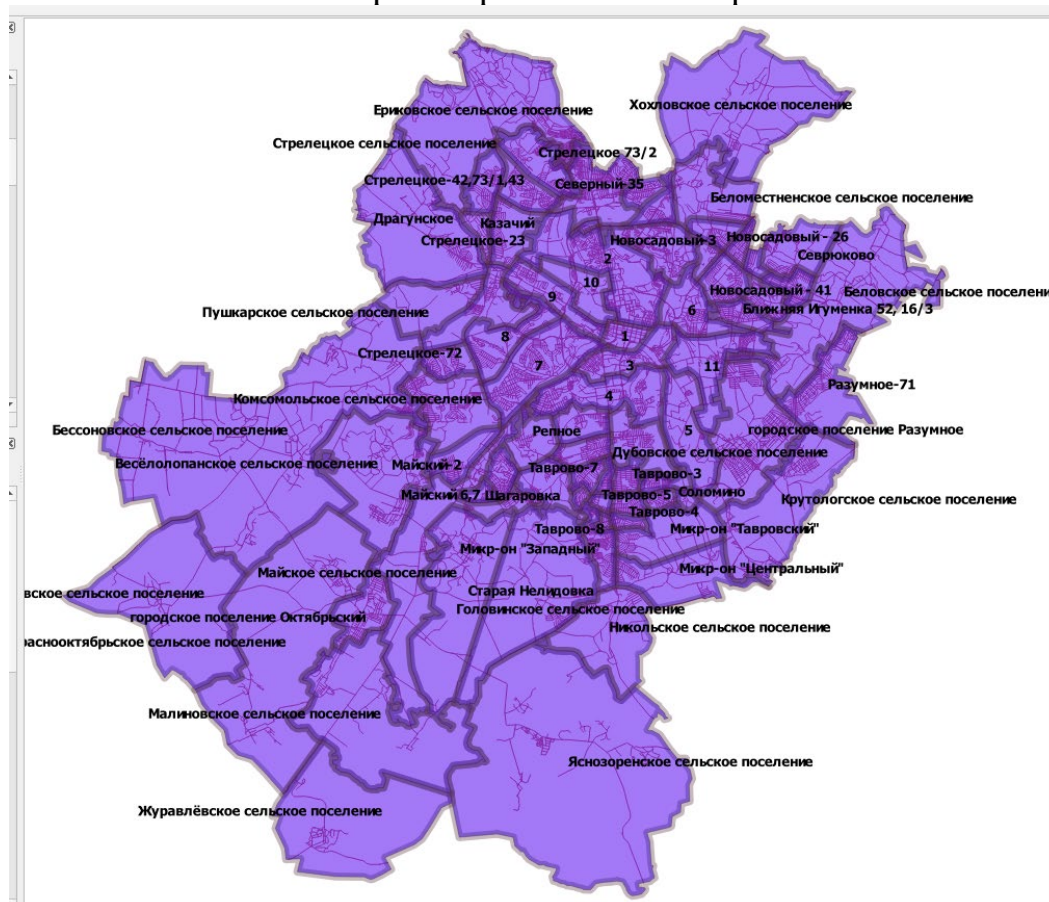 Ериковское сельское поселение
Хохловское сельское поселение
Стрелецкое сельское поселение
Стрелецкое 73/2
Стрелецкое-42,73/1,43
Северный-35
Беломестненское сельское поселение
Драгунское
Казачий
Стрелецкое-23
Новосадовый-3
Новосадовый - 26
Севрюково
2
10
9
Новосадовый - 41
Беловское сельское поселени
Ближняя Игуменка 52, 16/3
Пушкарское сельское поселение
6
8
1
Стрелецкое-72
7
3
11
Разумное-71
Комсомольское сельское поселение
4
Бессоновское сельское поселение
Репное
5
городское поселение Разумное
Дубовское сельское поселение
Весёлолопанское сельское поселение
Майский-2
Таврово-7
Таврово-3
Майский 6,7
Шагаровка
Таврово-5
Соломино
Крутологское сельское поселение
Таврово-4
Таврово-8
Микр-он "Тавровский"
Микр-он "Западный"
Майское сельское поселение
Микр-он "Центральный"
вское сельское поселение
Старая Нелидовка
Головинское сельское поселение
городское поселение Октябрьский
Никольское сельское поселение
раснооктябрьское сельское поселение
Малиновское сельское поселение
Яснозоренское сельское поселение
Журавлёвское сельское поселение